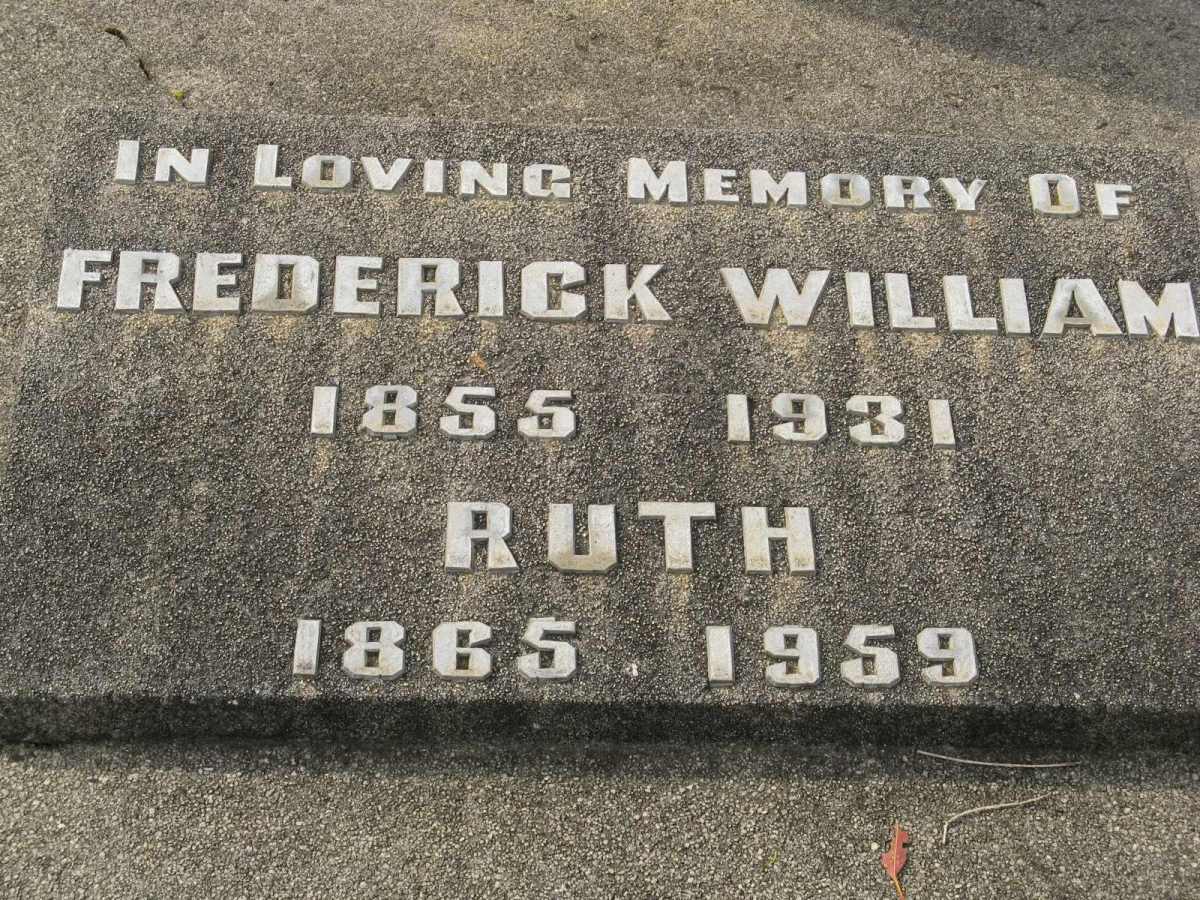 IN LOVING MEMORY OF
FREDERICK WILLIAM
1855 1931
RUTH
1865 1959